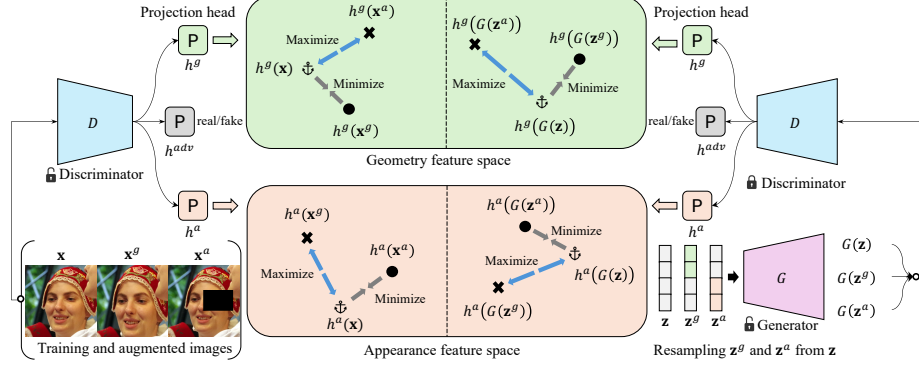 Projection head
P
h^g
D
P
real/fake
h^{adv}
Discriminator
P
h^a
h^g(x^a)
Maximize
h^g(x)
Minimize
h^g(x^g)
h^g(G(z^a))
h^g(G(z^g))
Maximize
Minimize
h^g(G(z))
Geometry feature space
Projection head
P
h^g
real/fake
P
h^{adv}
D
Discriminator
P
h^a
h^a(x^g)
Maximize
h^a(x^a)
Minimize
h^a(x)
h^a(G(z^a))
Minimize
Maximize
h^a(G(z))
h^a(G(z^g))
Appearance feature space
x x^g x^a
Training and augmented images
z z^g z^a
G
Generator
G(z)
G(z^g)
G(z^a)
Resampling z^g and z^a from z